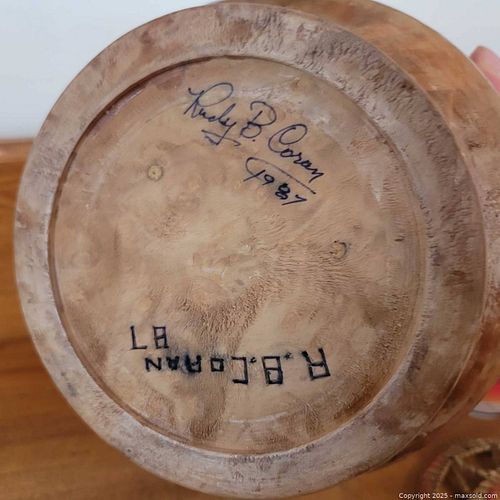 Rudy B. Coran
1987
R.B.CORAN
87
Copyright 2025 - maxsold.com